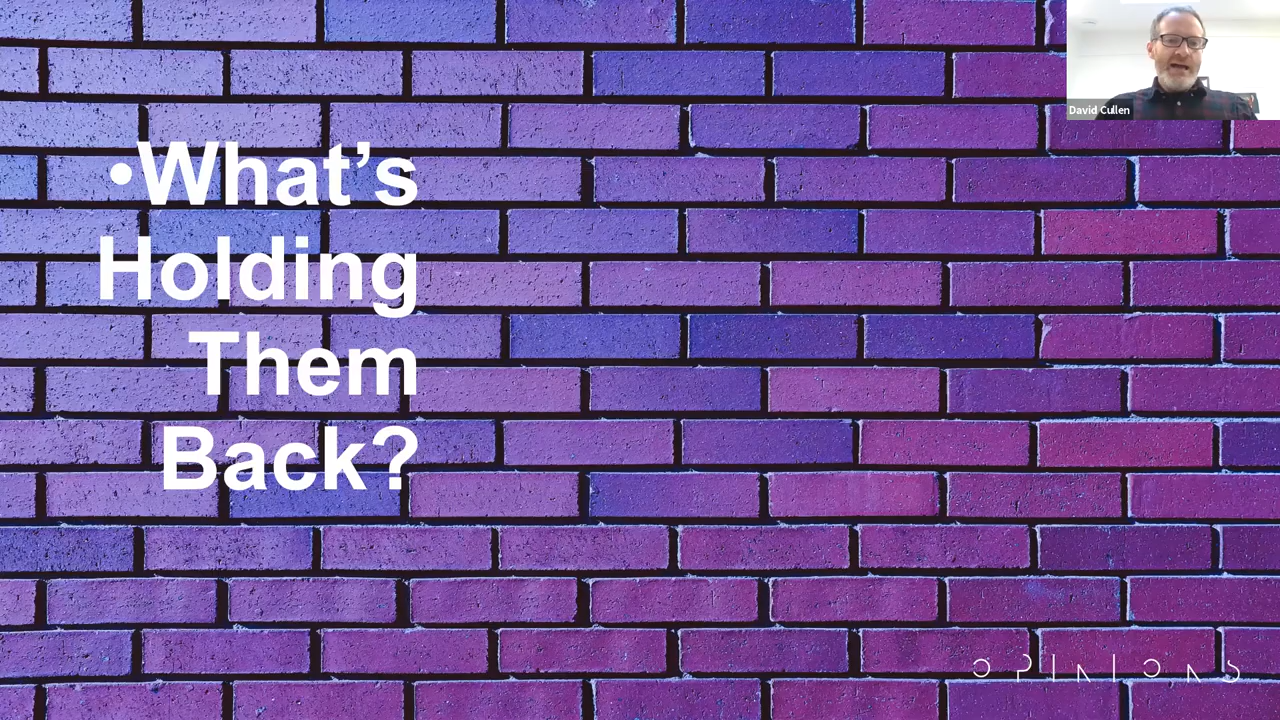 •What’s
Holding
Them
Back?
David Cullen
OPINIONS